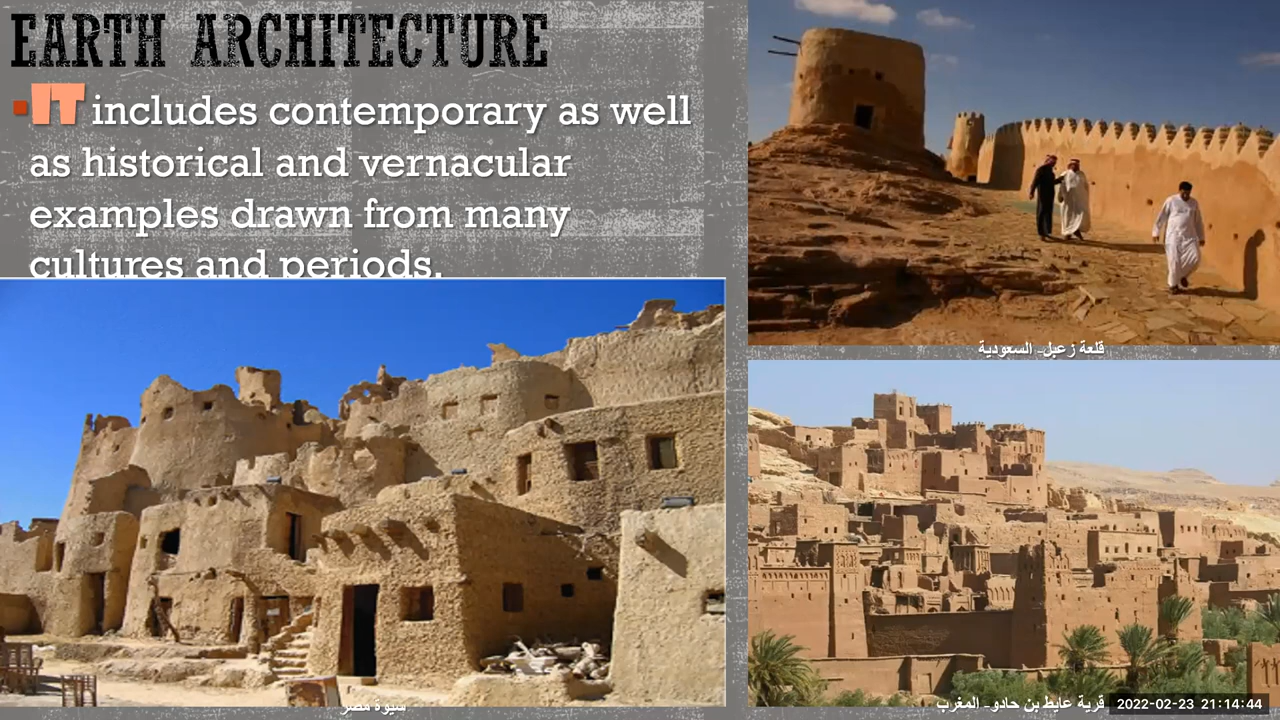 EARTH ARCHITECTURE
IT includes contemporary as well
as historical and vernacular
examples drawn from many
cultures and periods.
قلعة زعبل- السعودية
سيوة مصر
قرية عايط بن حادو- المغرب
2022-02-23 21:14:44